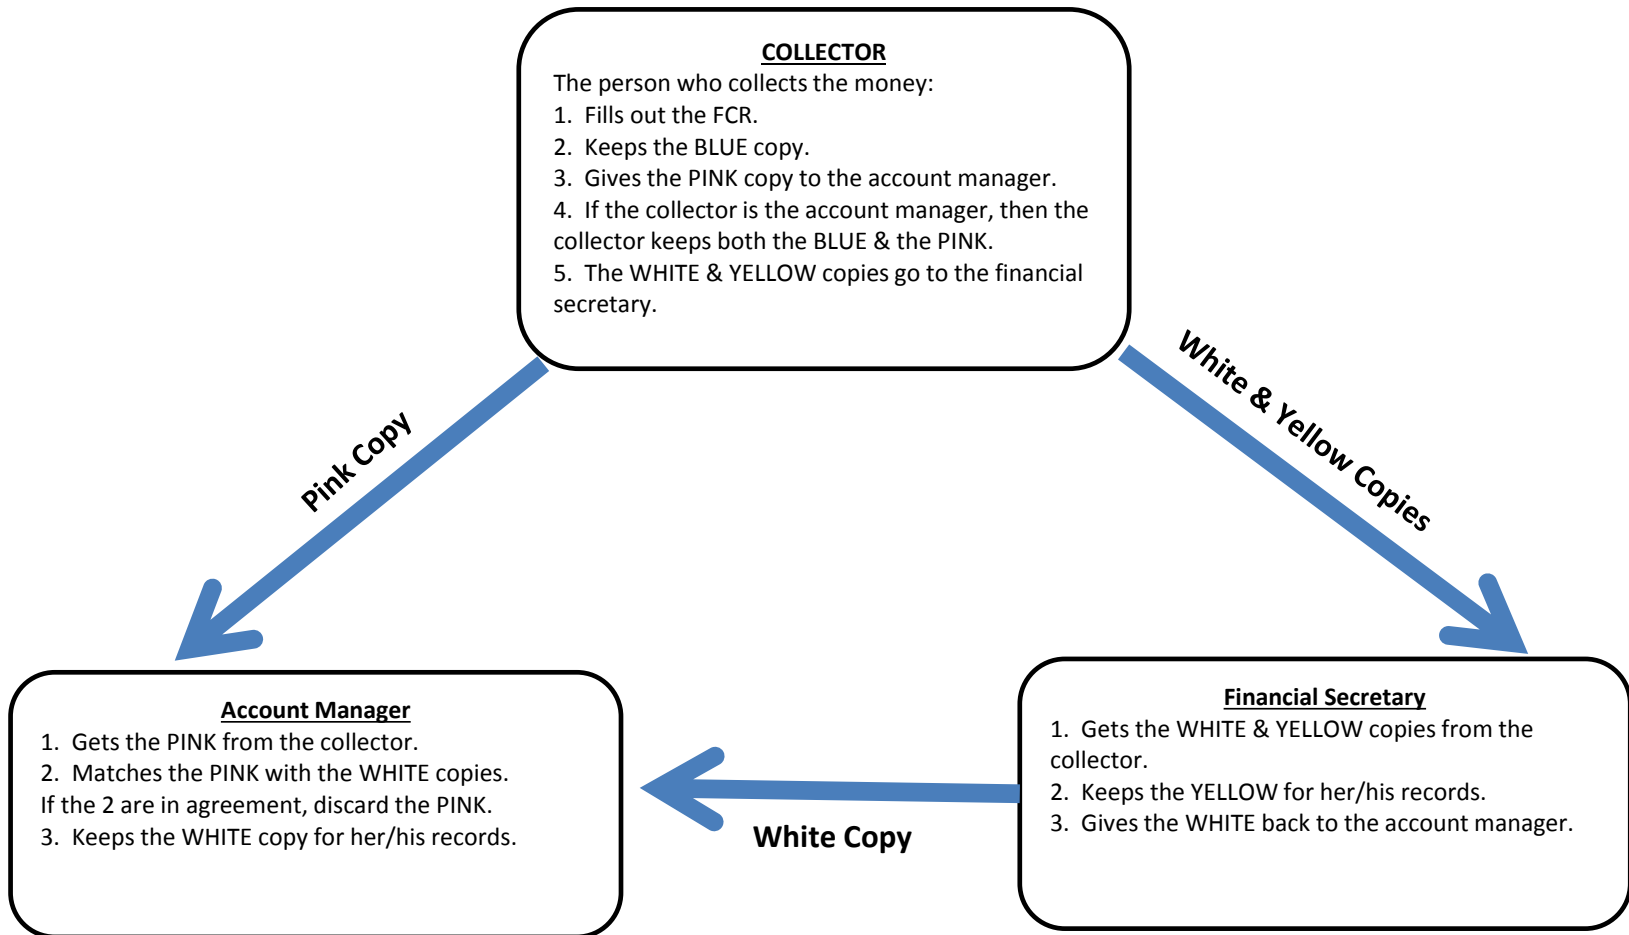 COLLECTOR
The person who collects the money:
1. Fills out the FCR.
2. Keeps the BLUE copy.
3. Gives the PINK copy to the account manager.
4. If the collector is the account manager, then the
collector keeps both the BLUE & the PINK.
5. The WHITE & YELLOW copies go to the financial
secretary.
Pink Copy
White & Yellow Copies
Account Manager
1. Gets the PINK from the collector.
2. Matches the PINK with the WHITE copies.
If the 2 are in agreement, discard the PINK.
3. Keeps the WHITE copy for her/his records.
White Copy
Financial Secretary
1. Gets the WHITE & YELLOW copies from the
collector.
2. Keeps the YELLOW for her/his records.
3. Gives the WHITE back to the account manager.